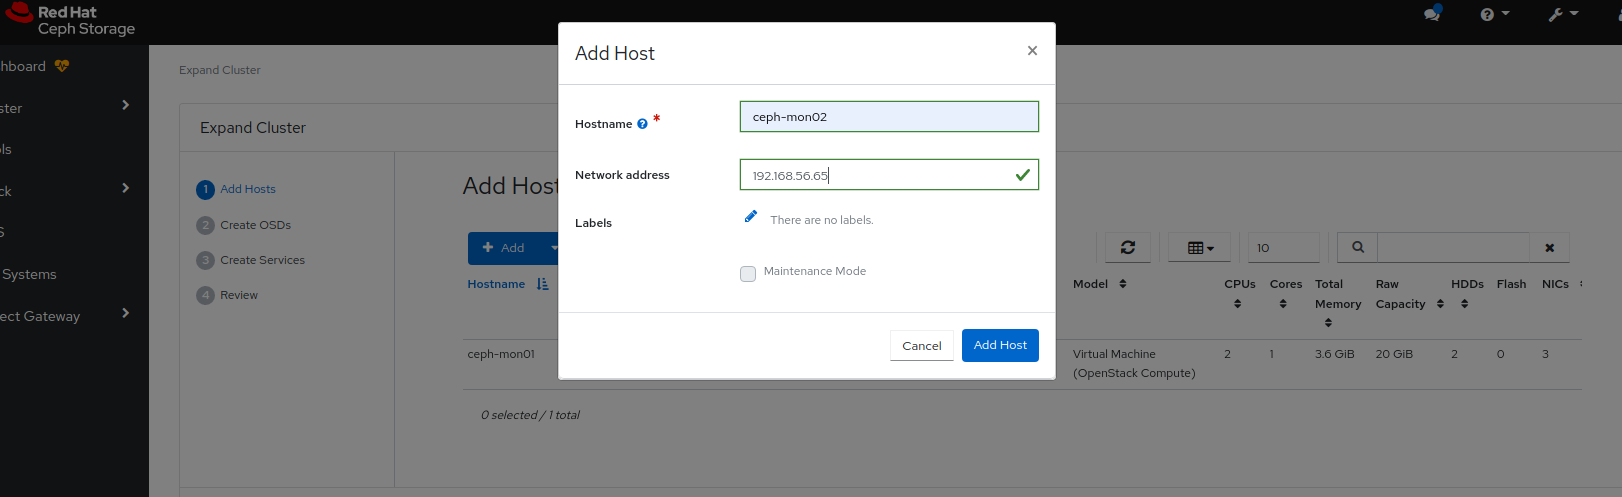 Red Hat
Ceph Storage
hboard
ster
ols
ck
S
Systems
ect Gateway
Expand Cluster
Expand Cluster
1 Add Hosts
2 Create OSDs
3 Create Services
4 Review
Add Host
+ Add
10
Hostname
Model
CPUs
Cores
Total Memory
Raw Capacity
HDDs
Flash
NICs
ceph-mon01
Virtual Machine
(OpenStack Compute)
2
1
3.6 GiB
20 GiB
2
0
3
0 selected / 1 total
Add Host
×
Hostname ? *
ceph-mon02
Network address
192.168.56.65
Labels
There are no labels.
Maintenance Mode
Cancel
Add Host